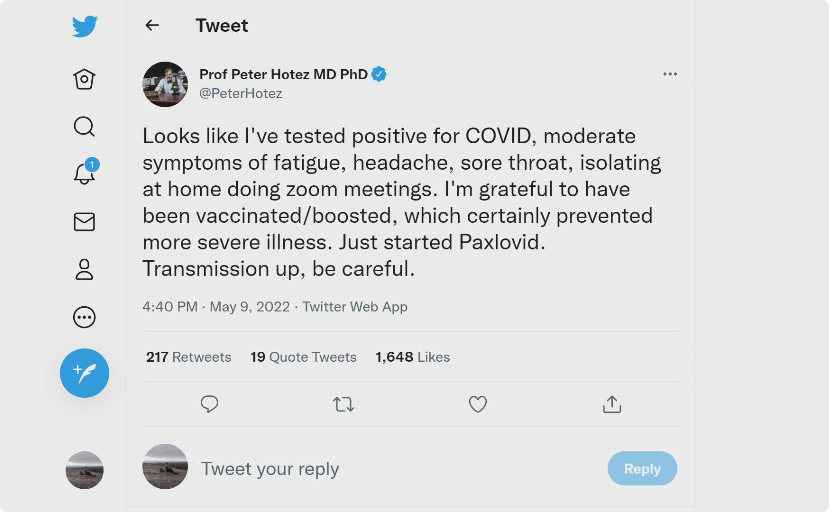 Tweet
Prof Peter Hotez MD PhD
@PeterHotez
Looks like I've tested positive for COVID, moderate
symptoms of fatigue, headache, sore throat, isolating
at home doing zoom meetings. I'm grateful to have
been vaccinated/boosted, which certainly prevented
more severe illness. Just started Paxlovid.
Transmission up, be careful.
4:40 PM · May 9, 2022 · Twitter Web App
217 Retweets 19 Quote Tweets 1,648 Likes
1
Tweet your reply
Reply